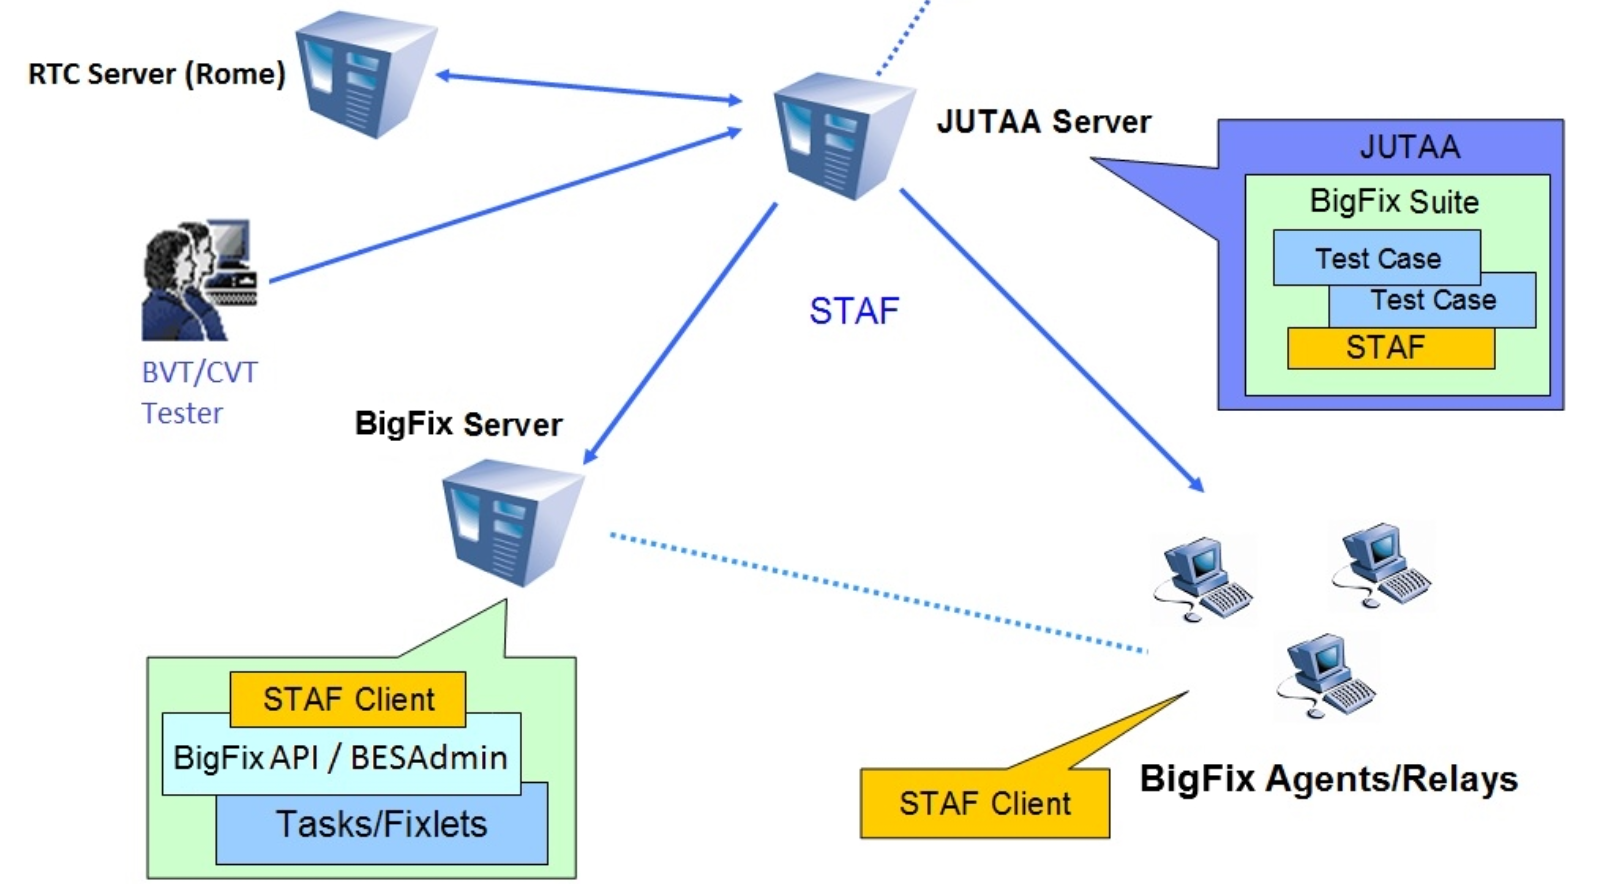 RTC Server (Rome)
JUTAA Server
JUTAA
BigFix Suite
Test Case
Test Case
STAF
STAF
BVT/CVT
Tester
BigFix Server
STAF Client
BigFix API / BESAdmin
Tasks/Fixlets
STAF Client
BigFix Agents/Relays